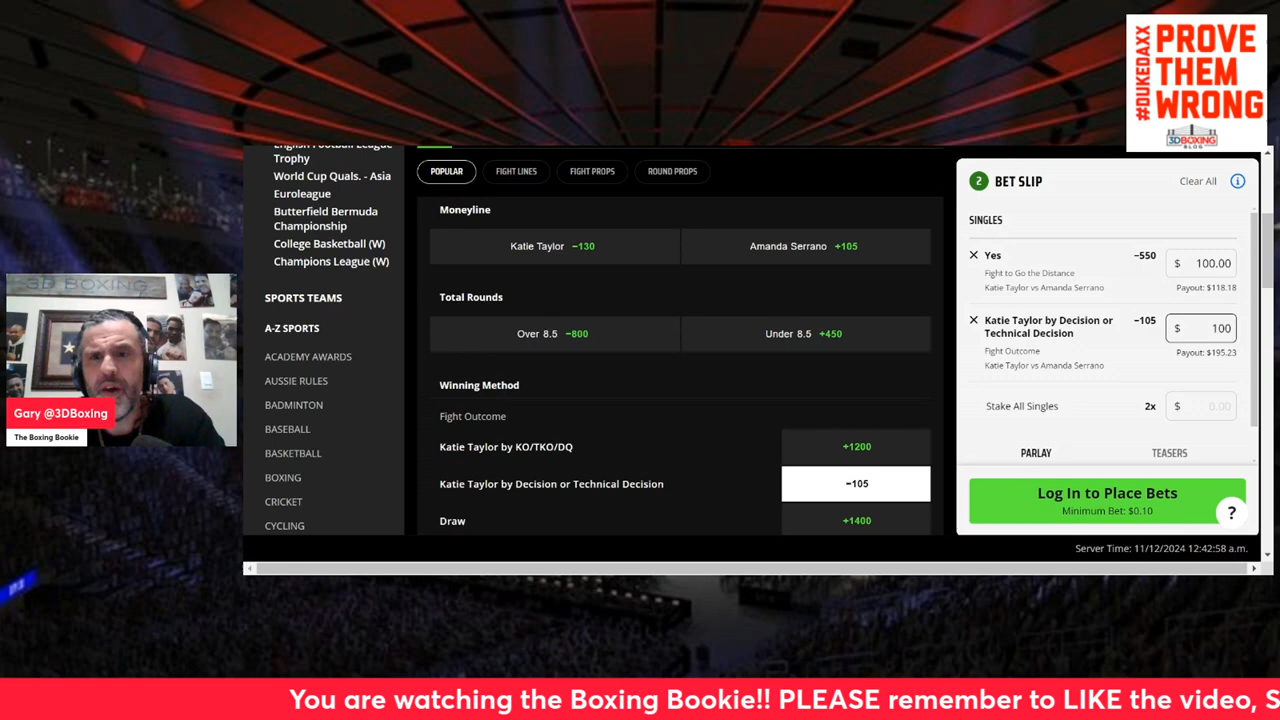 #DUKEDAXX
PROVE
THEM
WRONG
3DBOXING
BLOG
English Football League
Trophy
World Cup Quals. - Asia
Euroleague
Butterfield Bermuda
Championship
College Basketball (W)
Champions League (W)
SPORTS TEAMS
A-Z SPORTS
ACADEMY AWARDS
AUSSIE RULES
BADMINTON
BASEBALL
BASKETBALL
BOXING
CRICKET
CYCLING
POPULAR
FIGHT LINES
FIGHT PROPS
ROUND PROPS
Moneyline
Katie Taylor −130
Amanda Serrano +105
Total Rounds
Over 8.5 −800
Under 8.5 +450
Winning Method
Fight Outcome
Katie Taylor by KO/TKO/DQ +1200
Katie Taylor by Decision or Technical Decision −105
Draw +1400
2 BET SLIP Clear All
SINGLES
Yes −550 $ 100.00
Fight to Go the Distance
Katie Taylor vs Amanda Serrano Payout: $118.18
Katie Taylor by Decision or
Technical Decision −105 $ 100
Fight Outcome Payout: $195.23
Katie Taylor vs Amanda Serrano
Stake All Singles 2x $ 0.00
PARLAY TEASERS
Log In to Place Bets
Minimum Bet: $0.10
?
Server Time: 11/12/2024 12:42:58 a.m.
3D BOXING
Gary @3DBoxing
The Boxing Bookie
You are watching the Boxing Bookie!! PLEASE remember to LIKE the video, S